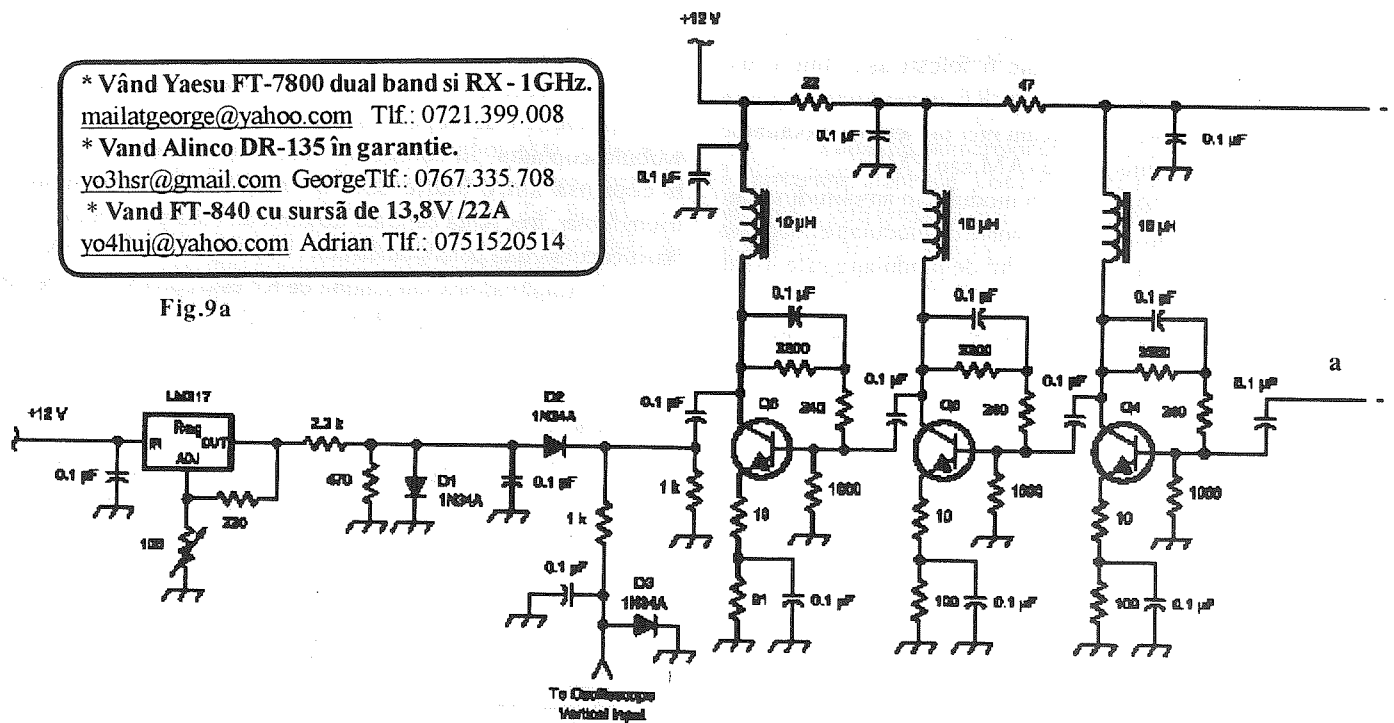 * Vând Yaesu FT-7800 dual band si RX - 1GHz.
mailatgeorge@yahoo.com Tlf.: 0721.399.008
* Vand Alinco DR-135 în garantie.
yo3hsr@gmail.com GeorgeTlf.: 0767.335.708
* Vand FT-840 cu sursã de 13,8V /22A
yo4huj@yahoo.com Adrian Tlf.: 0751520514
Fig.9a
+12 V
22
47
0.1 µF
0.1 µF
0.1 µF
10 µH
10 µH
10 µH
0.1 µF
0.1 µF
0.1 µF
a
0.1 µF
0.1 µF
0.1 µF
0.1 µF
240
Q4
+12 V
LM317
Reg
IN
OUT
ADJ
2.2 k
D2
1N34A
0.1 µF
470
D1
1N34A
0.1 µF
1 k
1 k
1000
1000
1000
10
10
10
0.1 µF
D3
1N34A
91
0.1 µF
100
0.1 µF
100
0.1 µF
To Oscilloscope
Vertical Input